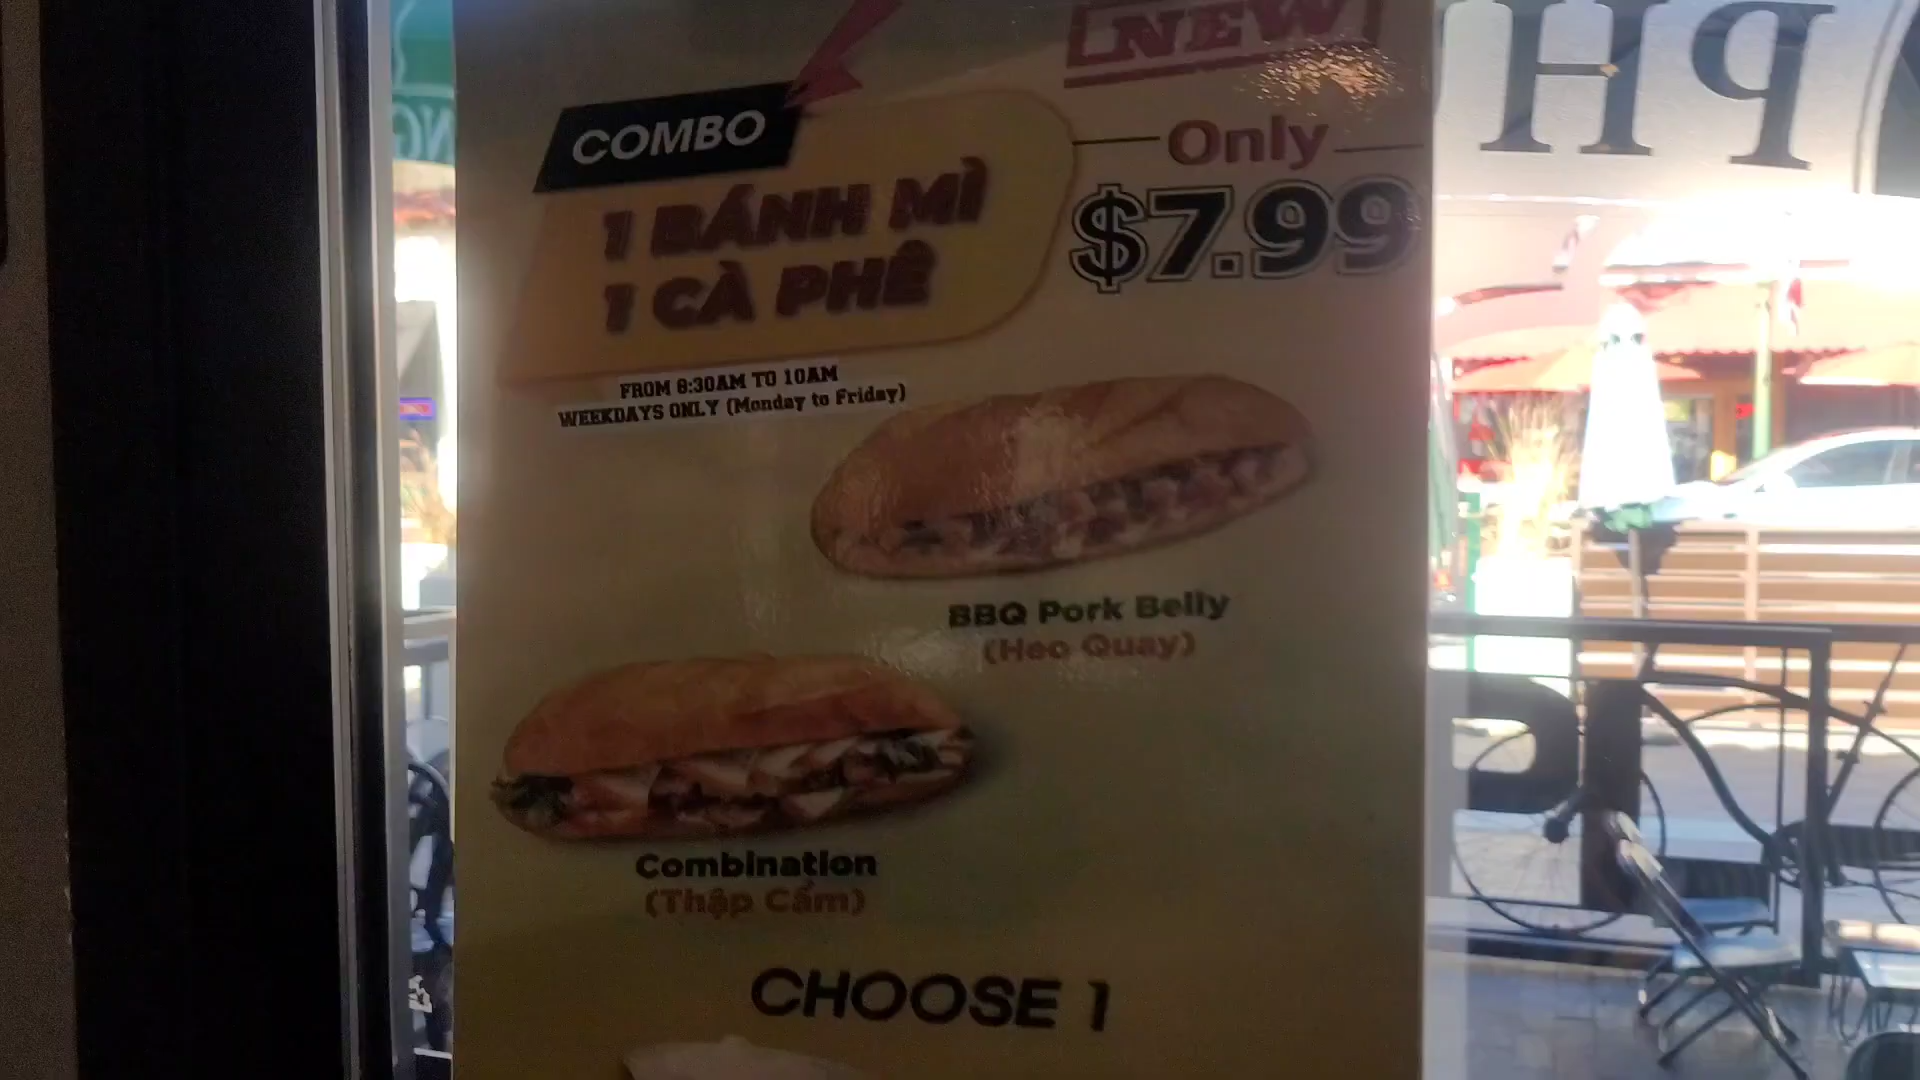 NEW
COMBO
Only
$7.99
1 BÁNH MÌ
1 CÀ PHÊ
FROM 8:30AM TO 10AM
WEEKDAYS ONLY (Monday to Friday)
BBQ Pork Belly
(Heo Quay)
Combination
(Thập Cẩm)
CHOOSE 1
PH